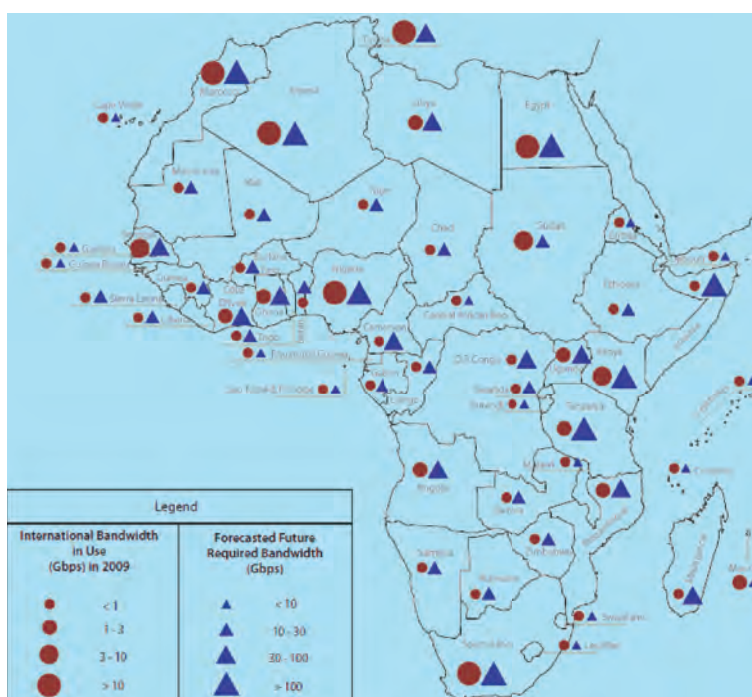 Tunisia
Morocco
Algeria
Cape Verde
Libya
Egypt
Mauritania
Mali
Niger
Chad
Sudan
Eritrea
Senegal
Gambia
Guinea Bissau
Burkina
Faso
Djibouti
Guinea
Nigeria
Ethiopia
Cote
D'Ivoire
Ghana
Sierra Leone
Central African Rep
Somalia
Liberia
Benin
Togo
Cameroon
Equatorial Guinea
Uganda
Kenya
D.R Congo
Gabon
Congo
Rwanda
Sao Tome & Principe
Burundi
Tanzania
Malawi
Comoros
Angola
Zambia
Mozambique
Madagascar
Zimbabwe
Namibia
Botswana
Swaziland
Lesotho
South Africa
Legend
International Bandwidth
in Use
(Gbps) in 2009
Forecasted Future
Required Bandwidth
(Gbps)
< 1
< 10
1 - 3
10 - 30
3 - 10
30 - 100
> 10
> 100